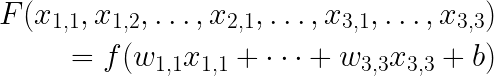 F(x_{1,1}, x_{1,2}, \ldots, x_{2,1}, \ldots, x_{3,1}, \ldots, x_{3,3})
= f(w_{1,1}x_{1,1} + \cdots + w_{3,3}x_{3,3} + b)